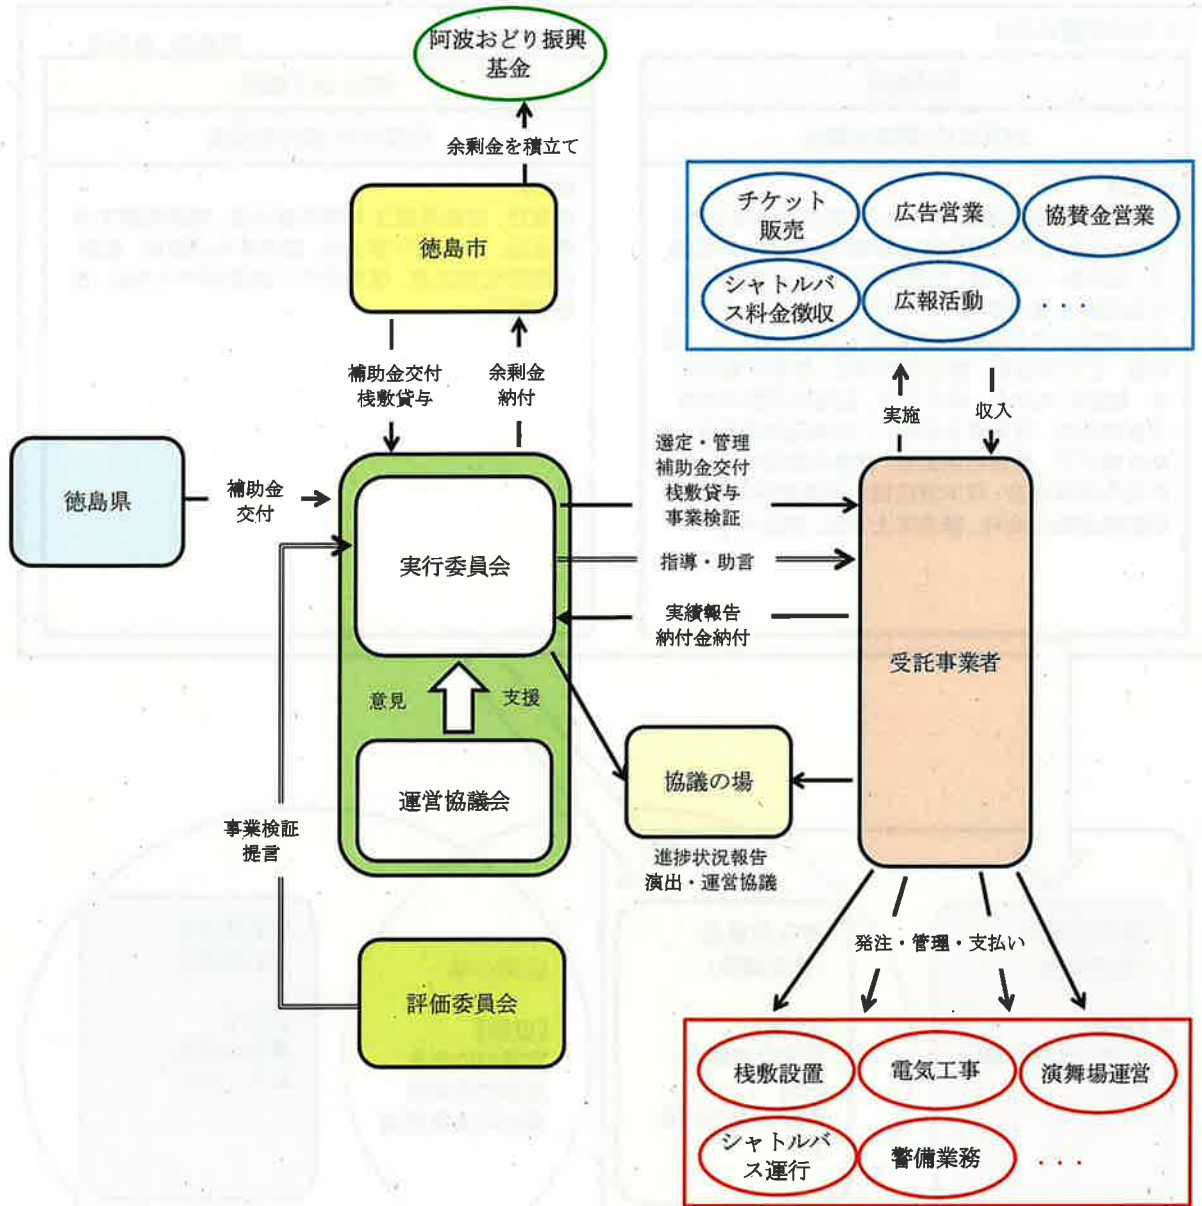 阿波おどり振興
基金
余剰金を積立て
徳島市
補助金交付
桟敷貸与
余剰金
納付
チケット
販売
広告営業
協賛金営業
シャトルバ
ス料金徴収
広報活動
...
実施
収入
徳島県
補助金
交付
選定・管理
補助金交付
桟敷貸与
事業検証
実行委員会
指導・助言
実績報告
納付金納付
受託事業者
意見
支援
運営協議会
協議の場
進捗状況報告
演出・運営協議
事業検証
提言
評価委員会
発注・管理・支払い
桟敷設置
電気工事
演舞場運営
シャトルバ
ス運行
警備業務
...